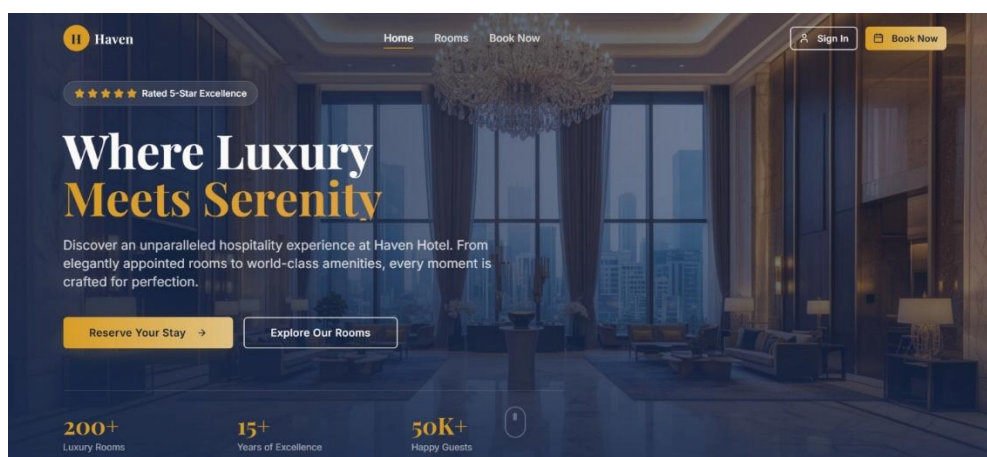 H Haven
Home Rooms Book Now
Sign In
Book Now
Rated 5-Star Excellence
Where Luxury
Meets Serenity
Discover an unparalleled hospitality experience at Haven Hotel. From
elegantly appointed rooms to world-class amenities, every moment is
crafted for perfection.
Reserve Your Stay →
Explore Our Rooms
200+ 15+ 50K+
Luxury Rooms Years of Excellence Happy Guests